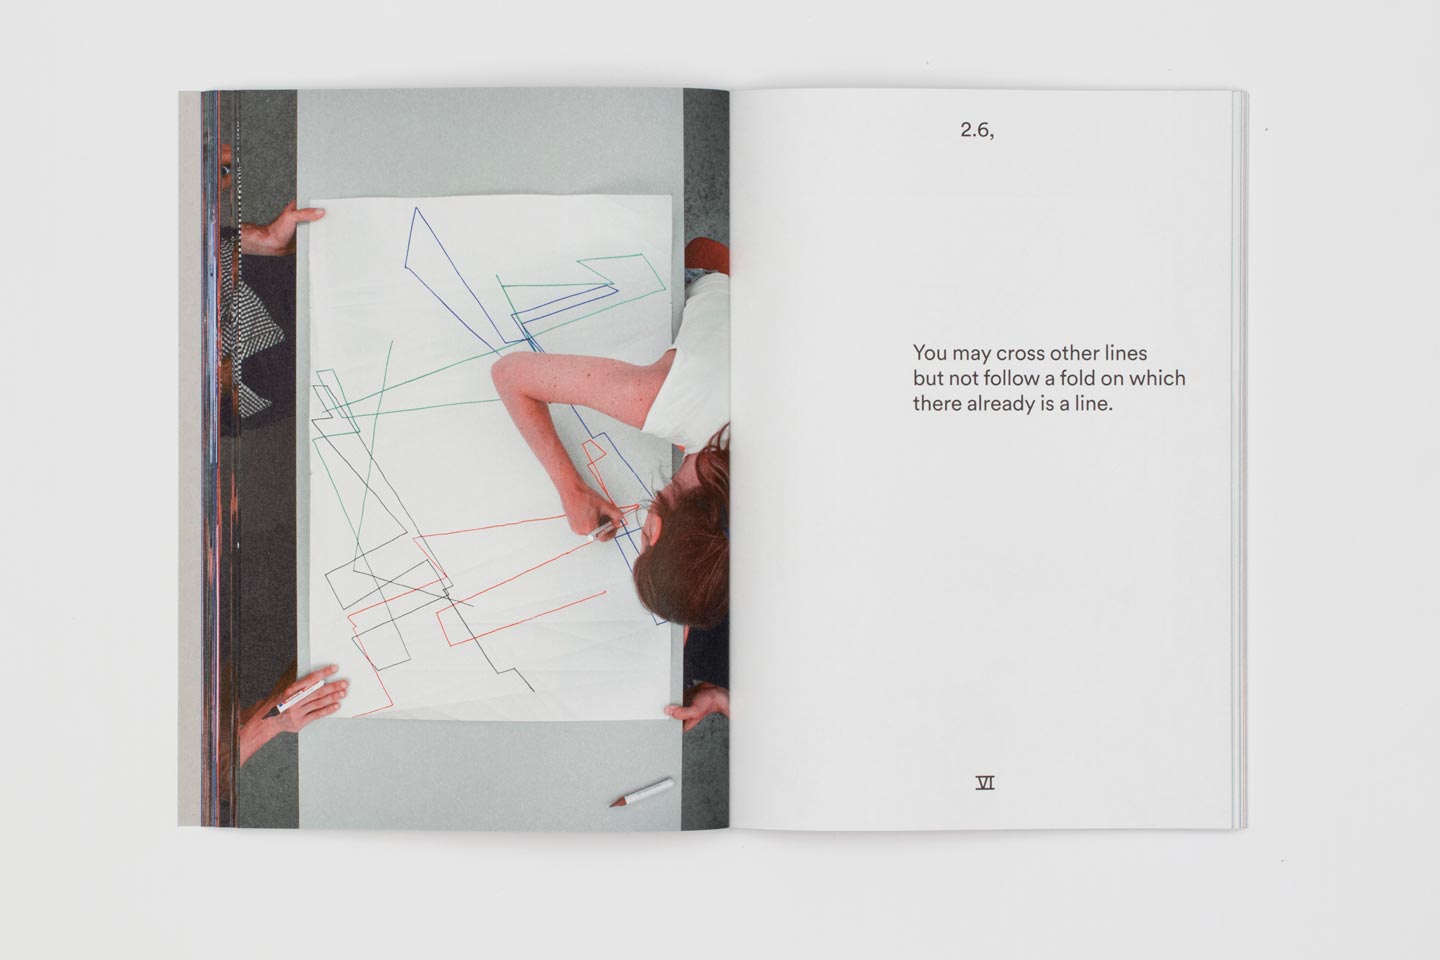 2.6,
You may cross other lines
but not follow a fold on which
there already is a line.
VI